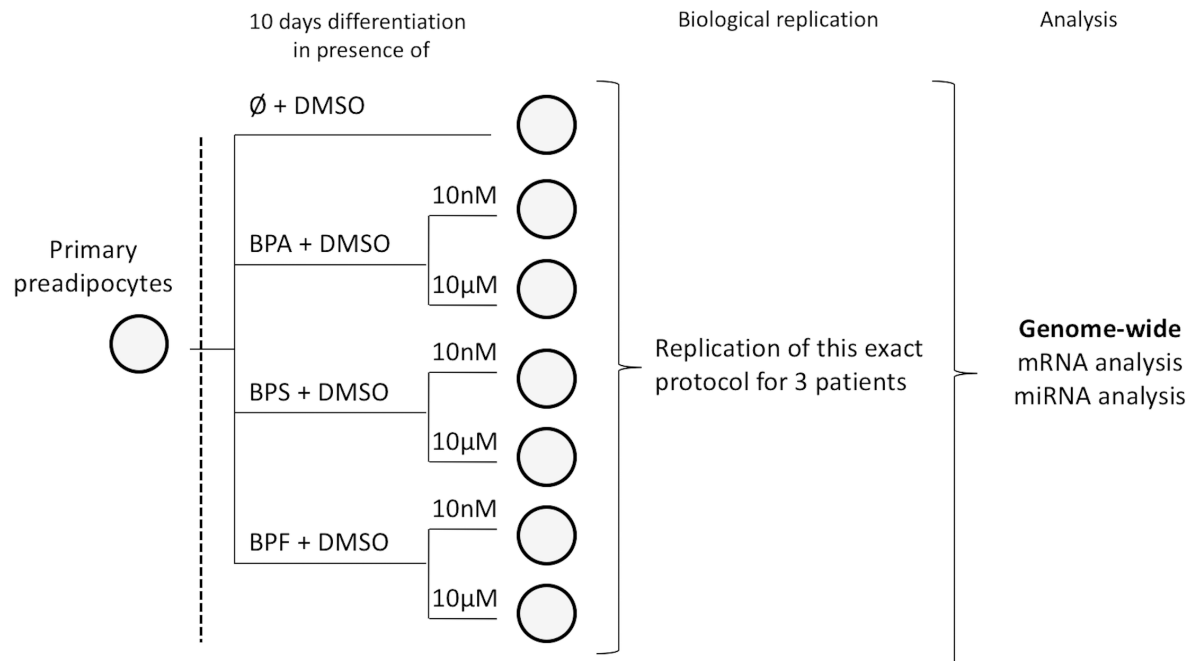 10 days differentiation
in presence of
Biological replication
Analysis
Ø + DMSO
10nM
BPA + DMSO
10µM
Primary
preadipocytes
10nM
BPS + DMSO
10µM
Replication of this exact
protocol for 3 patients
Genome-wide
mRNA analysis
miRNA analysis
10nM
BPF + DMSO
10µM